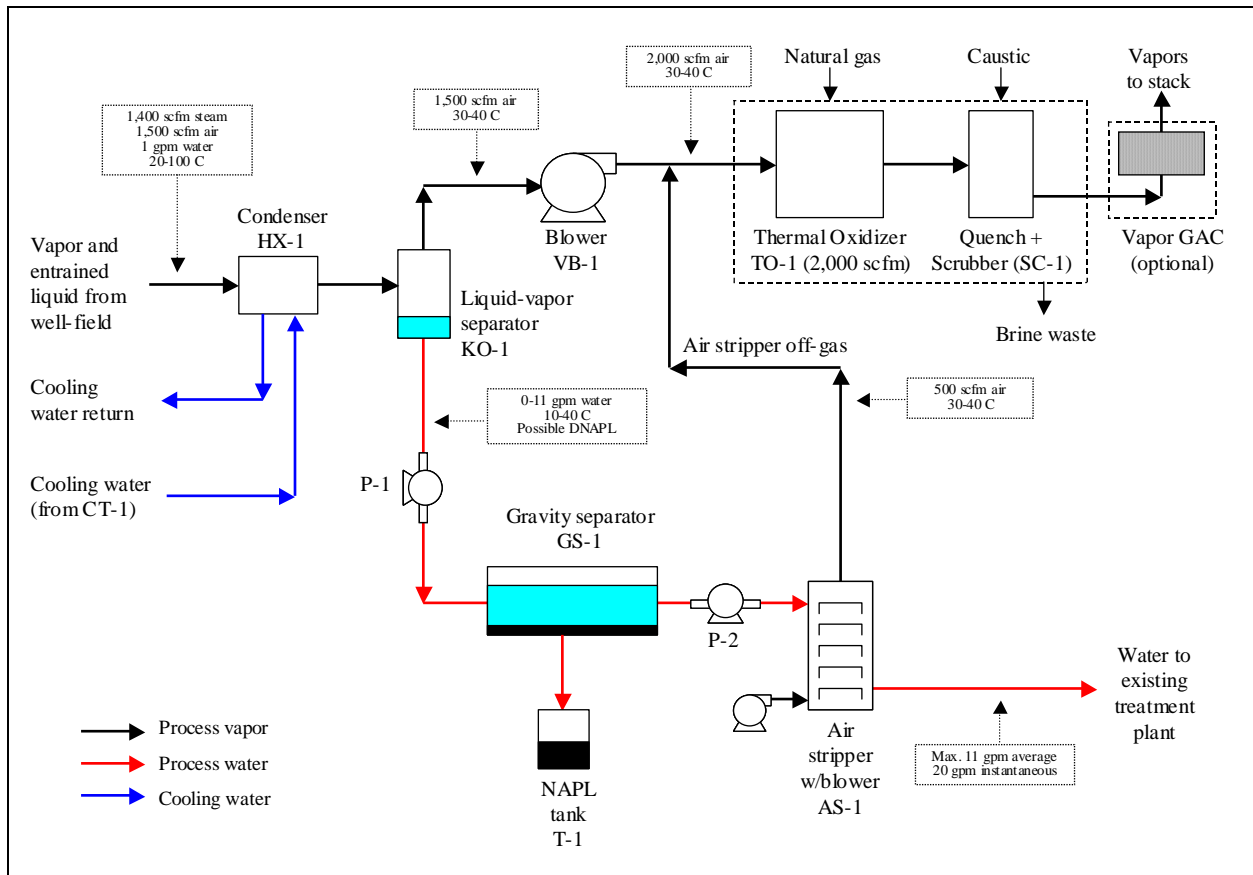 1,400 scfm steam
1,500 scfm air
1 gpm water
20-100 C
1,500 scfm air
30-40 C
2,000 scfm air
30-40 C
Natural gas
Caustic
Vapors
to stack
Vapor and
entrained
liquid from
well-field
Condenser
HX-1
Liquid-vapor
separator
KO-1
Blower
VB-1
Thermal Oxidizer
TO-1 (2,000 scfm)
Quench +
Scrubber (SC-1)
Vapor GAC
(optional)
Brine waste
Air stripper off-gas
500 scfm air
30-40 C
Cooling
water return
0-11 gpm water
10-40 C
Possible DNAPL
Cooling water
(from CT-1)
P-1
Gravity separator
GS-1
P-2
Water to
existing
treatment
plant
Max. 11 gpm average
20 gpm instantaneous
Air
stripper
w/blower
AS-1
NAPL
tank
T-1
Process vapor
Process water
Cooling water